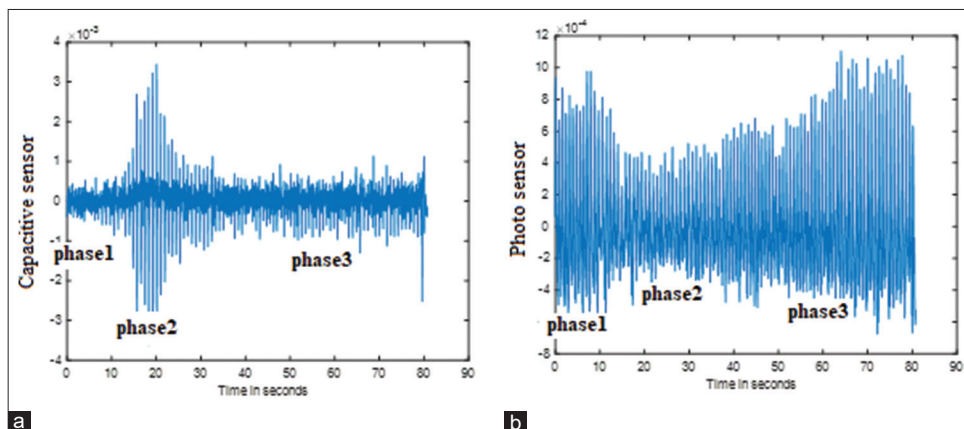 ×10⁻³
4
3
2
1
0
-1
-2
-3
-4
Capacitive sensor
phase1
phase2
phase3
0 10 20 30 40 50 60 70 80 90
Time in seconds
a
×10⁻⁴
12
10
8
6
4
2
0
-2
-4
-6
-8
Photo sensor
phase1
phase2
phase3
0 10 20 30 40 50 60 70 80 90
Time in seconds
b